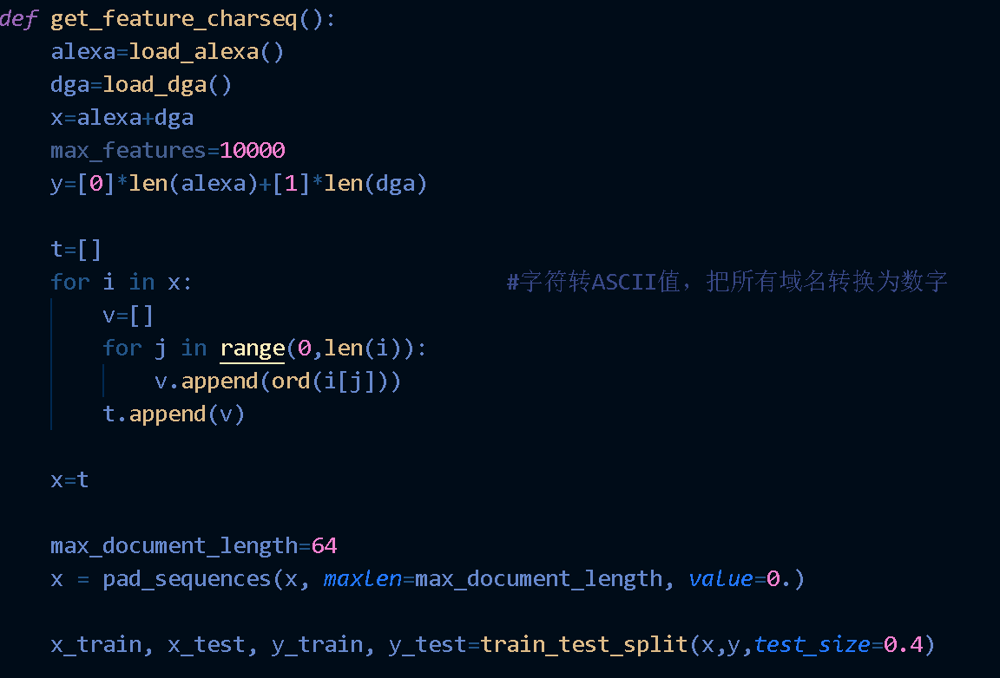 def get_feature_charseq():
    alexa=load_alexa()
    dga=load_dga()
    x=alexa+dga
    max_features=10000
    y=[0]*len(alexa)+[1]*len(dga)

    t=[]
    for i in x:                        #字符转ASCII值，把所有域名转换为数字
        v=[]
        for j in range(0,len(i)):
            v.append(ord(i[j]))
        t.append(v)

    x=t

    max_document_length=64
    x = pad_sequences(x, maxlen=max_document_length, value=0.)

    x_train, x_test, y_train, y_test=train_test_split(x,y,test_size=0.4)